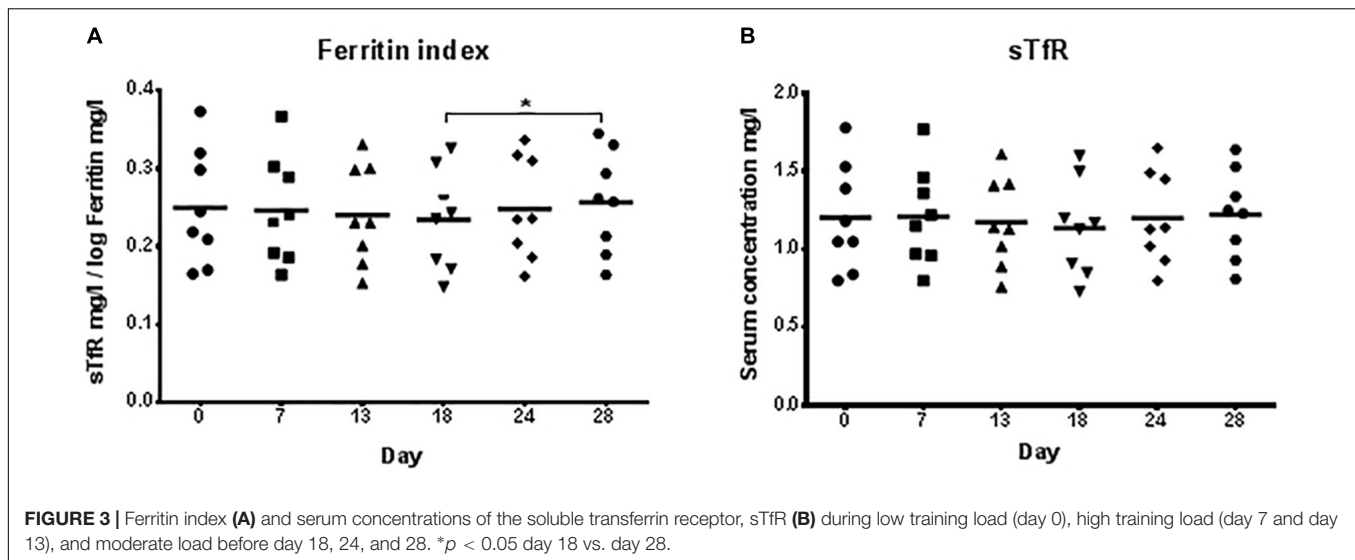 A
Ferritin index
sTfR mg/l / log Ferritin mg/l
0.4
0.3
0.2
0.1
0.0
*
0 7 13 18 24 28
Day
B
sTfR
Serum concentration mg/l
2.0
1.5
1.0
0.5
0.0
0 7 13 18 24 28
Day
FIGURE 3 | Ferritin index (A) and serum concentrations of the soluble transferrin receptor, sTfR (B) during low training load (day 0), high training load (day 7 and day
13), and moderate load before day 18, 24, and 28. *p < 0.05 day 18 vs. day 28.